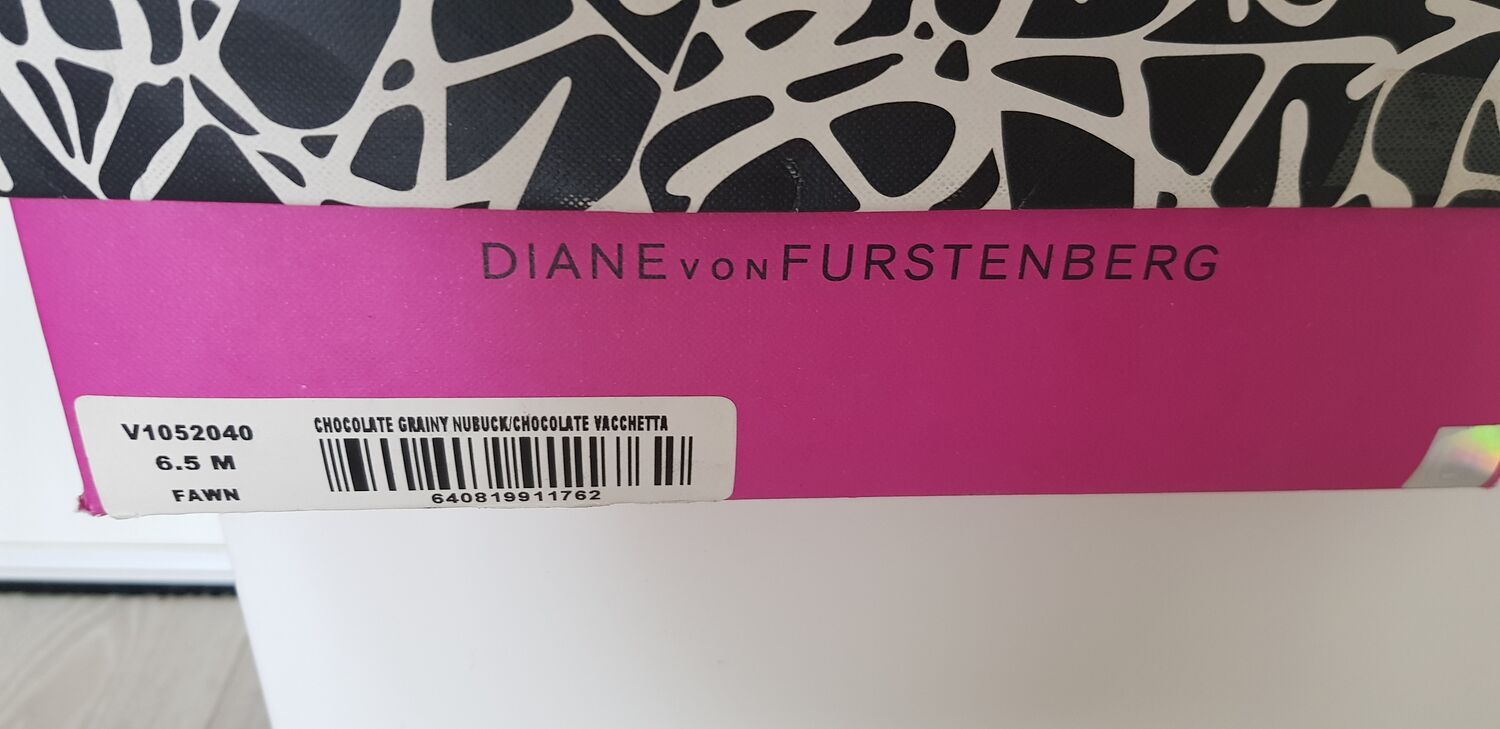 DIANE VON FURSTENBERG
V1052040
6.5 M
FAWN
CHOCOLATE GRAINY NUBUCK/CHOCOLATE VACCHETTA
640819911762